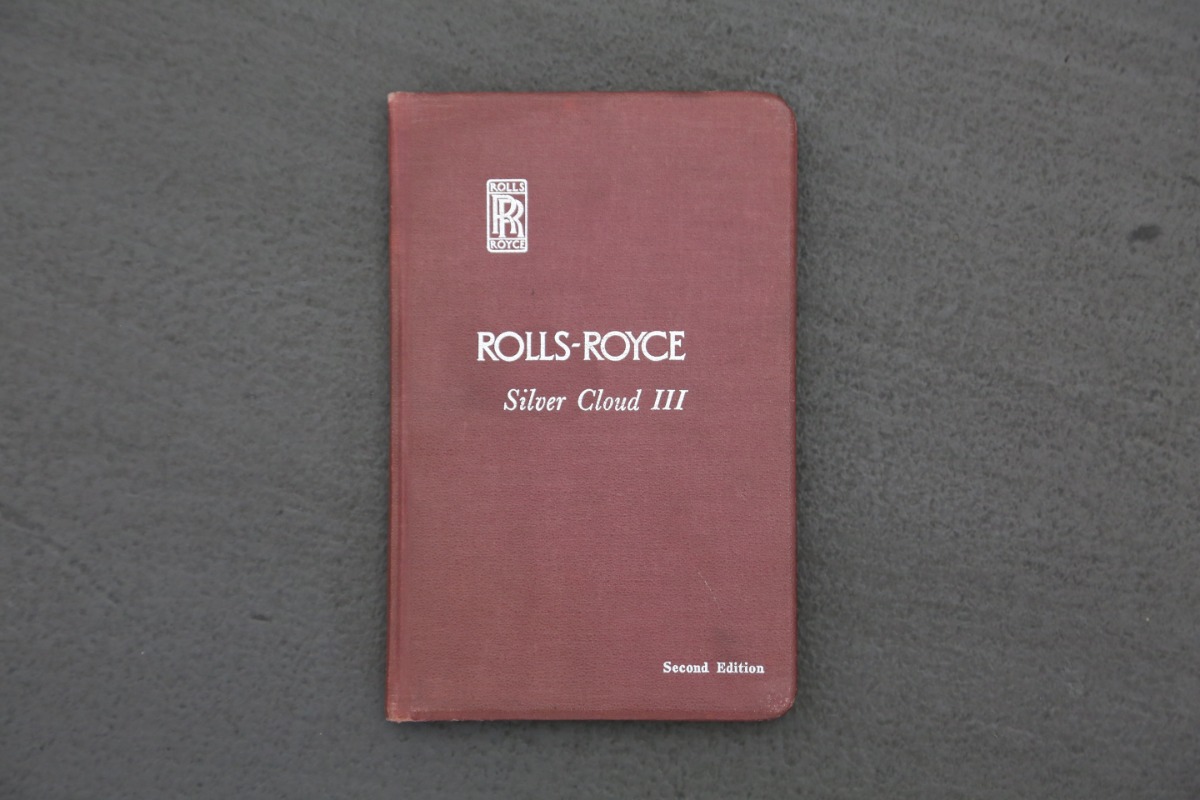 ROLLS
RR
ROYCE
ROLLS-ROYCE
Silver Cloud III
Second Edition